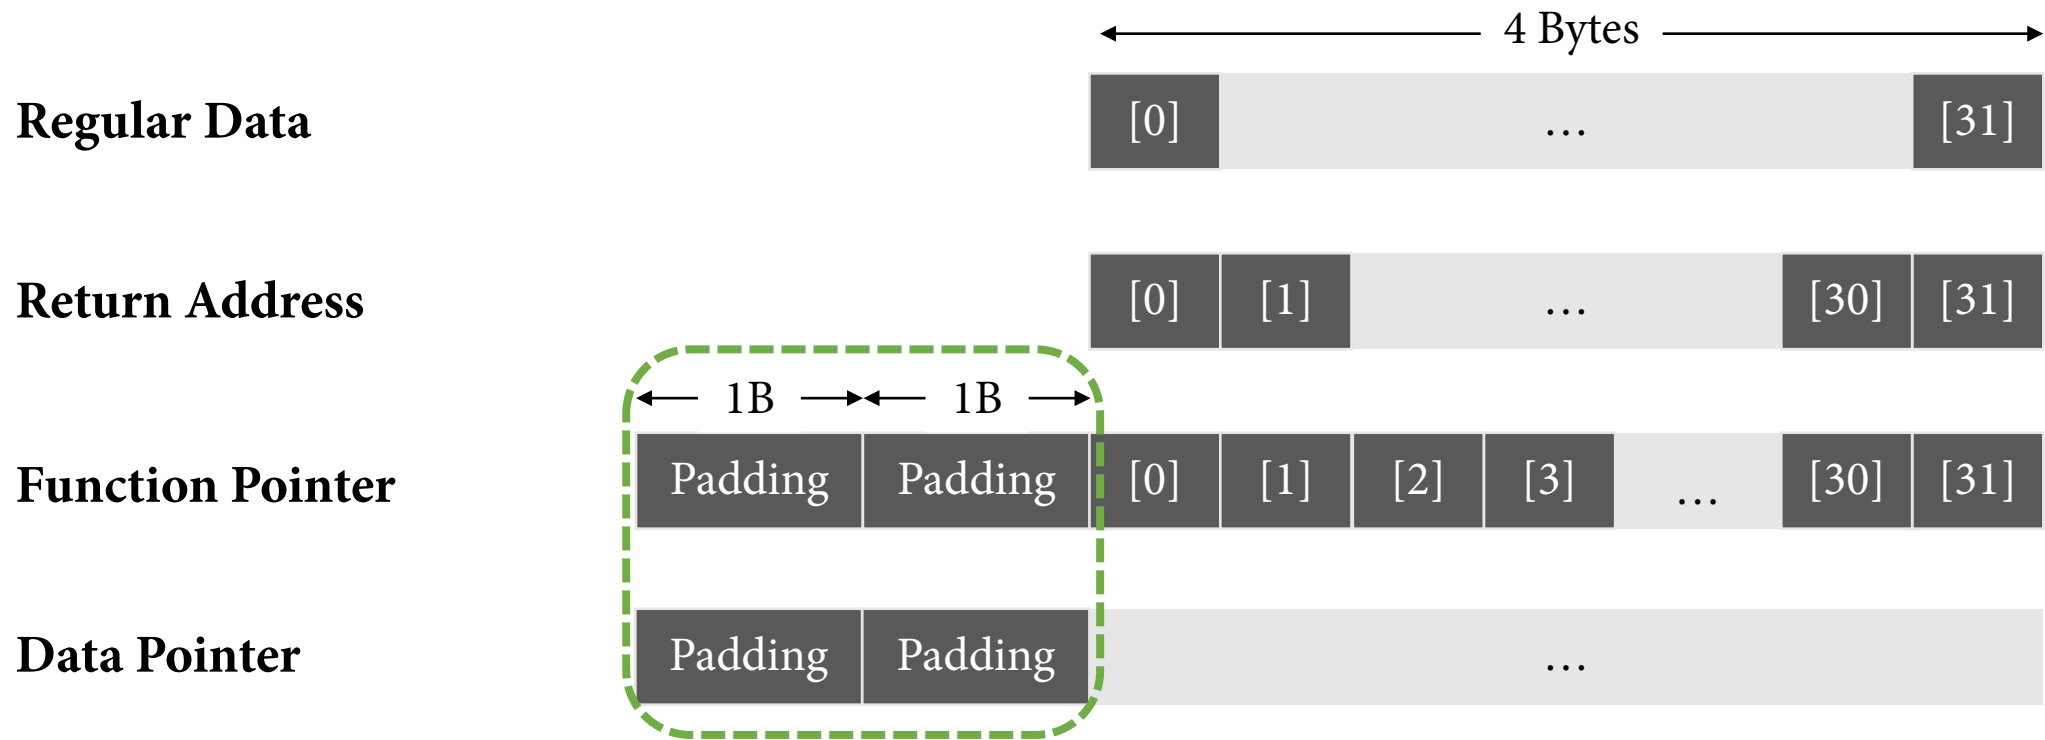 4 Bytes
Regular Data [0] … [31]
Return Address [0] [1] … [30] [31]
1B 1B
Function Pointer Padding Padding [0] [1] [2] [3] … [30] [31]
Data Pointer Padding Padding …